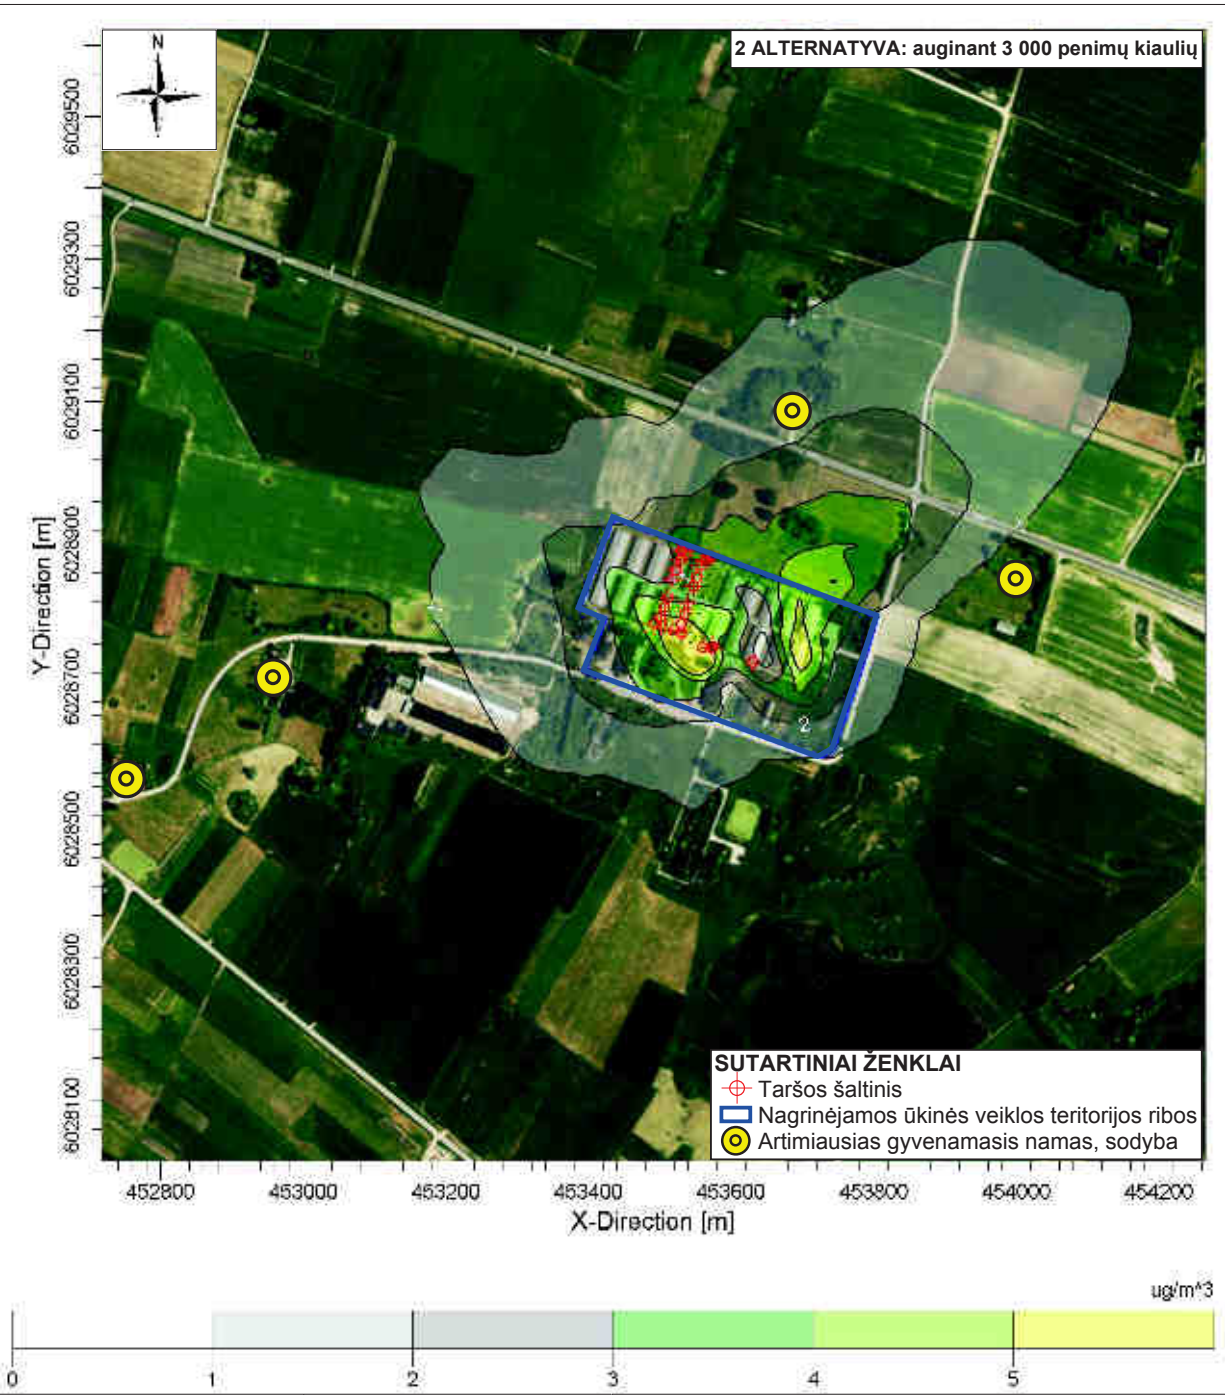 2 ALTERNATYVA: auginant 3 000 penimų kiaulių
N
6029500
6029300
6029100
6028900
6028700
6028500
6028300
6028100
Y-Direction [m]
2
SUTARTINIAI ŽENKLAI
Taršos šaltinis
Nagrinėjamos ūkinės veiklos teritorijos ribos
Artimiausias gyvenamasis namas, sodyba
452800 453000 453200 453400 453600 453800 454000 454200
X-Direction [m]
ug/m^3
0 1 2 3 4 5